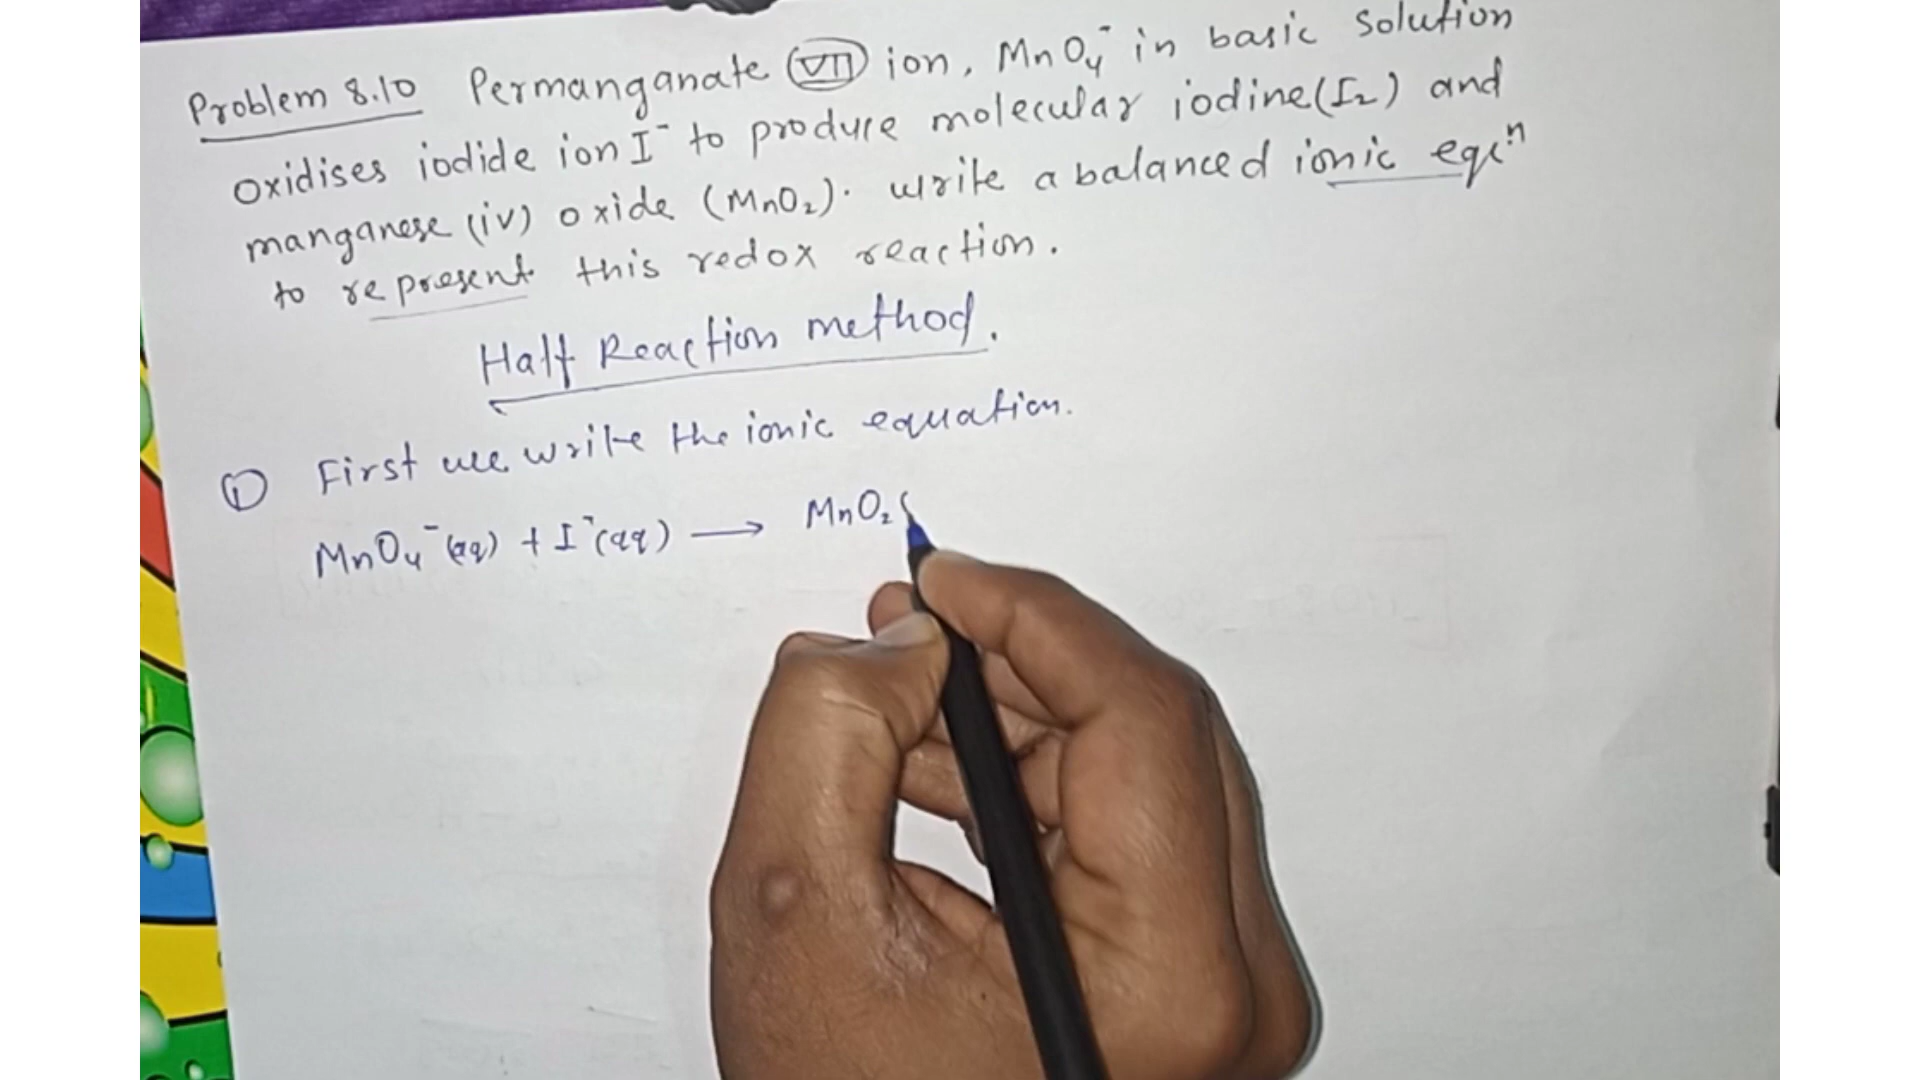 Problem 8.10 Permanganate (VII) ion, MnO₄⁻ in basic solution
oxidises iodide ion I⁻ to produce molecular iodine (I₂) and
manganese (iv) oxide (MnO₂). write a balanced ionic eqⁿ
to represent this redox reaction.
Half Reaction method.
① First we write the ionic equation.
MnO₄⁻(aq) + I⁻(aq) ⟶ MnO₂(